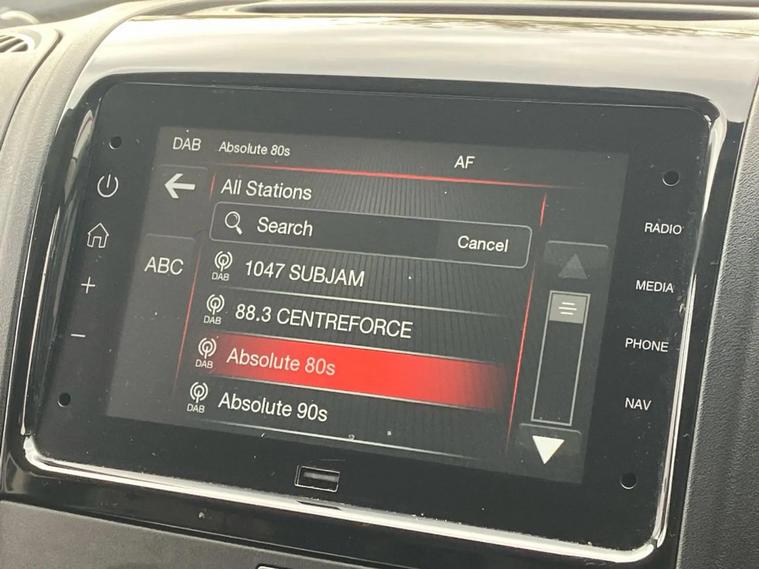 DAB Absolute 80s AF
All Stations
Search Cancel
ABC
DAB 1047 SUBJAM
DAB 88.3 CENTREFORCE
DAB Absolute 80s
DAB Absolute 90s
RADIO
MEDIA
PHONE
NAV